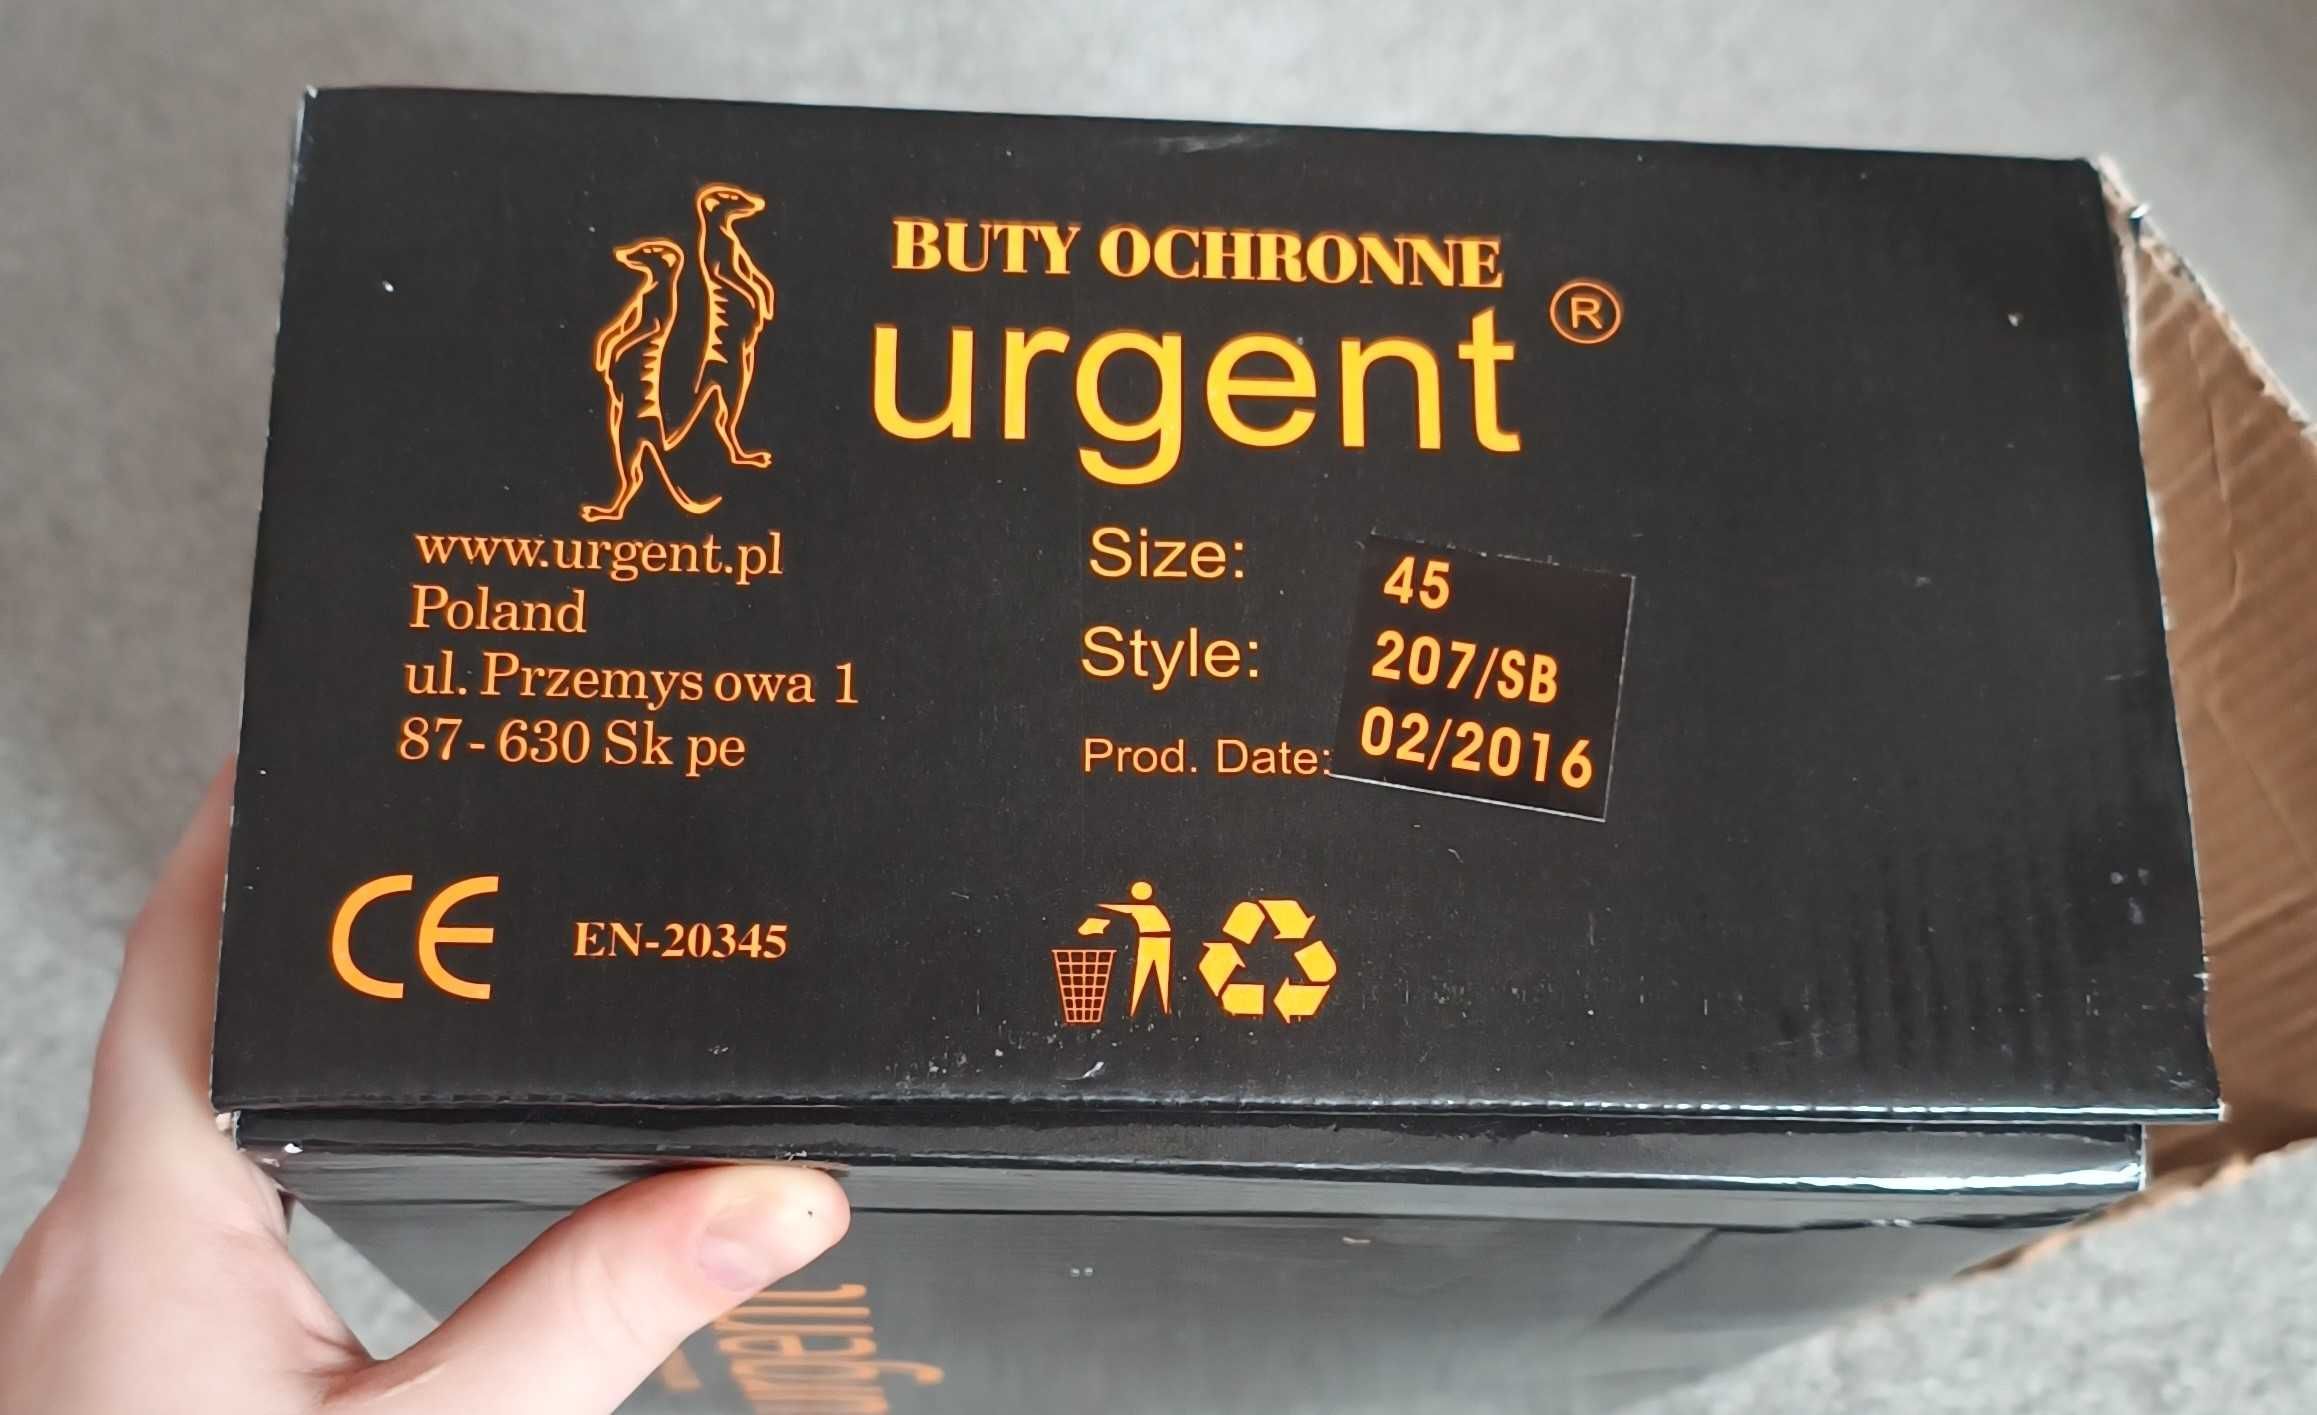 BUTY OCHRONNE
urgent ®
www.urgent.pl
Poland
ul. Przemys owa 1
87-630 Sk pe
Size: 45
Style: 207/SB
Prod. Date: 02/2016
CE EN-20345
urgent